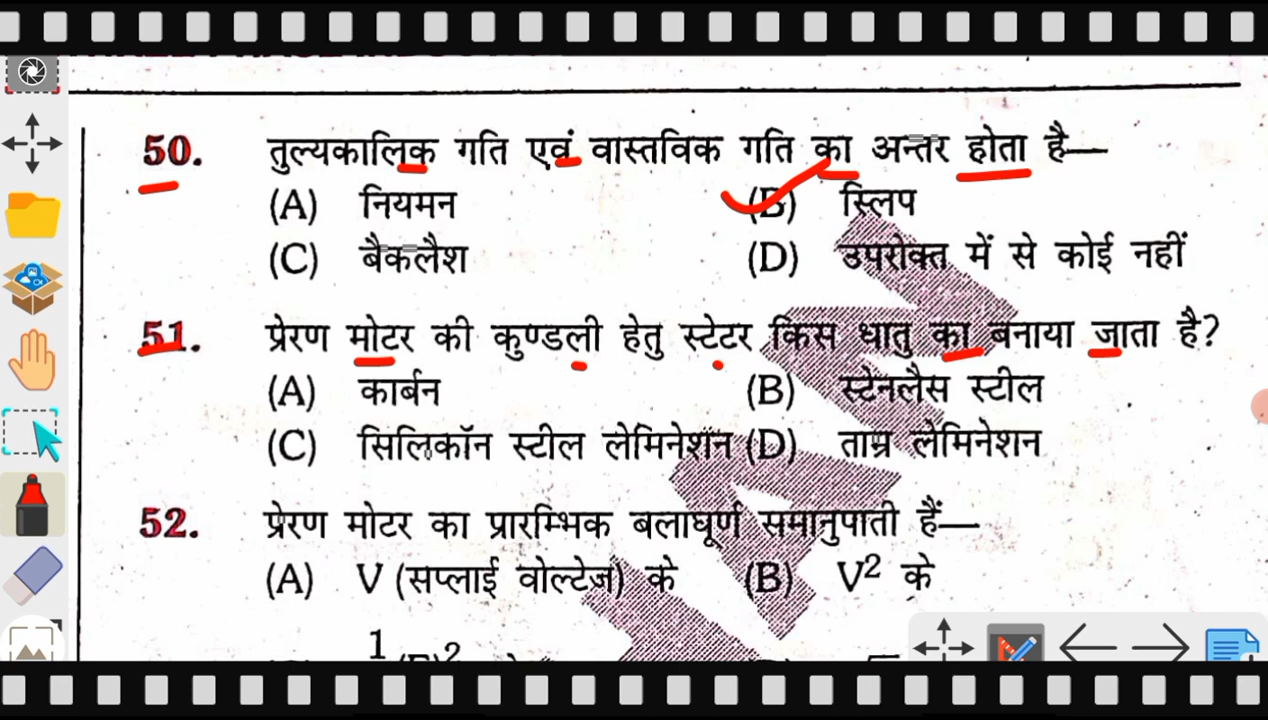 50. तुल्यकालिक गति एवं वास्तविक गति का अन्तर होता है—
(A) नियमन (B) स्लिप
(C) बैकलैश (D) उपरोक्त में से कोई नहीं
51. प्रेरण मोटर की कुण्डली हेतु स्टेटर किस धातु का बनाया जाता है?
(A) कार्बन (B) स्टेनलैस स्टील
(C) सिलिकॉन स्टील लेमिनेशन (D) ताम्र लेमिनेशन
52. प्रेरण मोटर का प्रारम्भिक बलाघूर्ण समानुपाती हैं—
(A) V (सप्लाई वोल्टेज) के (B) V² के